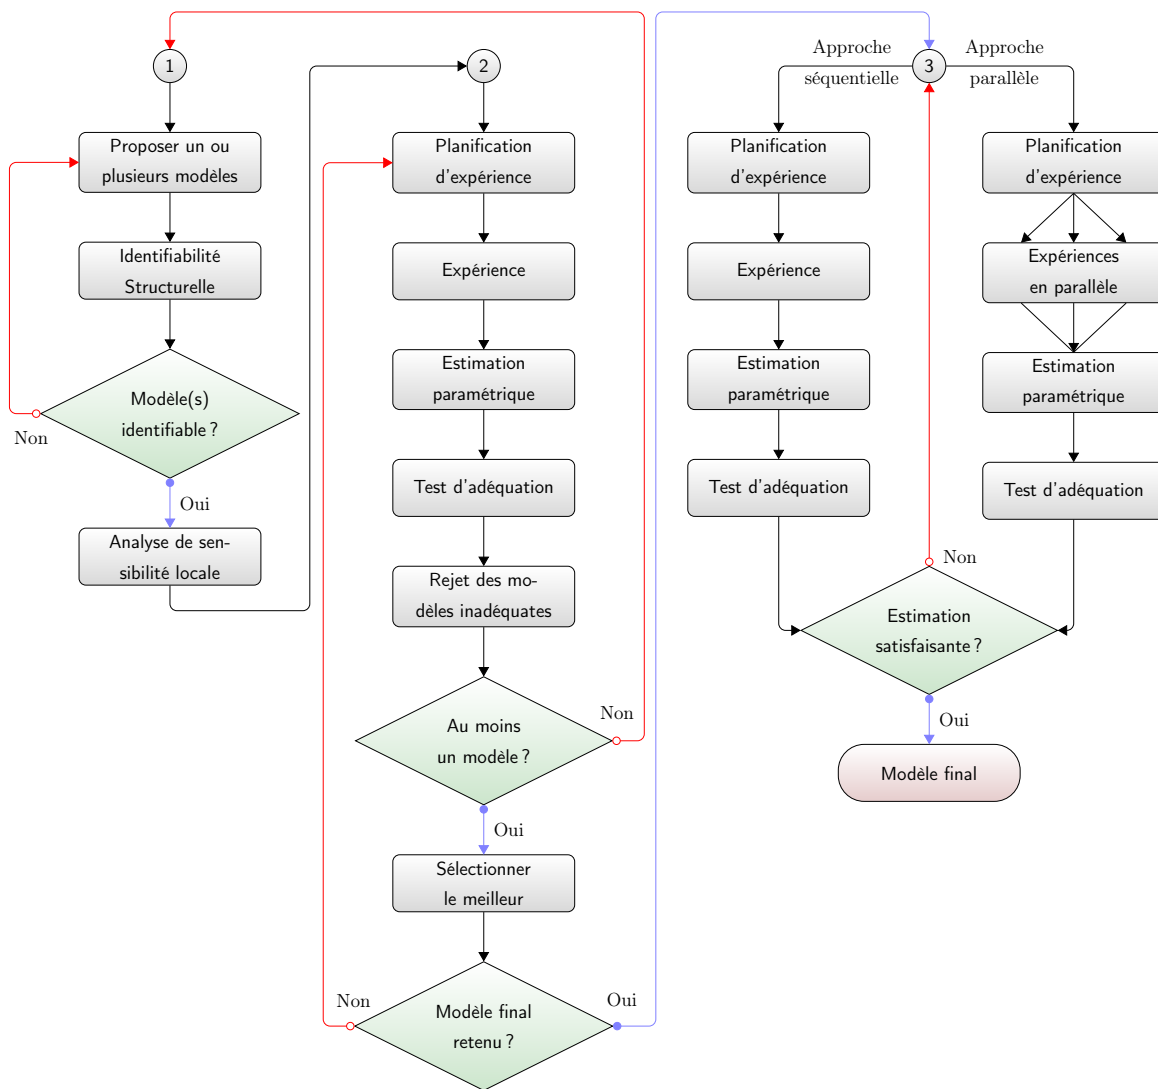 1
Proposer un ou
plusieurs modèles
Identifiabilité
Structurelle
Modèle(s)
identifiable ?
Non
Oui
Analyse de sen-
sibilité locale
2
Planification
d'expérience
Expérience
Estimation
paramétrique
Test d'adéquation
Rejet des mo-
dèles inadéquates
Au moins
un modèle ?
Non
Oui
Sélectionner
le meilleur
Modèle final
retenu ?
Non
Oui
3
Approche
séquentielle
Planification
d'expérience
Expérience
Estimation
paramétrique
Test d'adéquation
Approche
parallèle
Planification
d'expérience
Expériences
en parallèle
Estimation
paramétrique
Test d'adéquation
Estimation
satisfaisante ?
Non
Oui
Modèle final